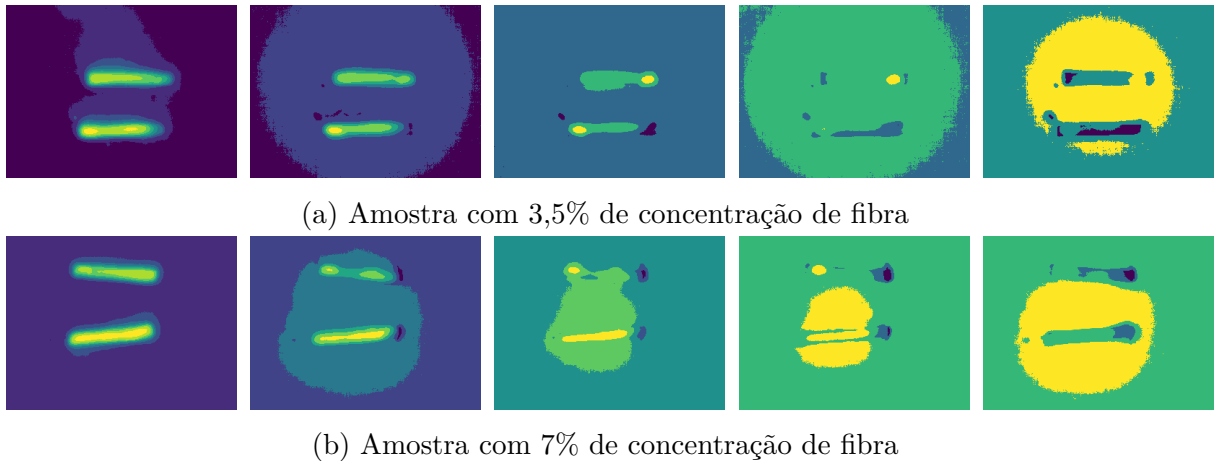 (a) Amostra com 3,5% de concentração de fibra
(b) Amostra com 7% de concentração de fibra